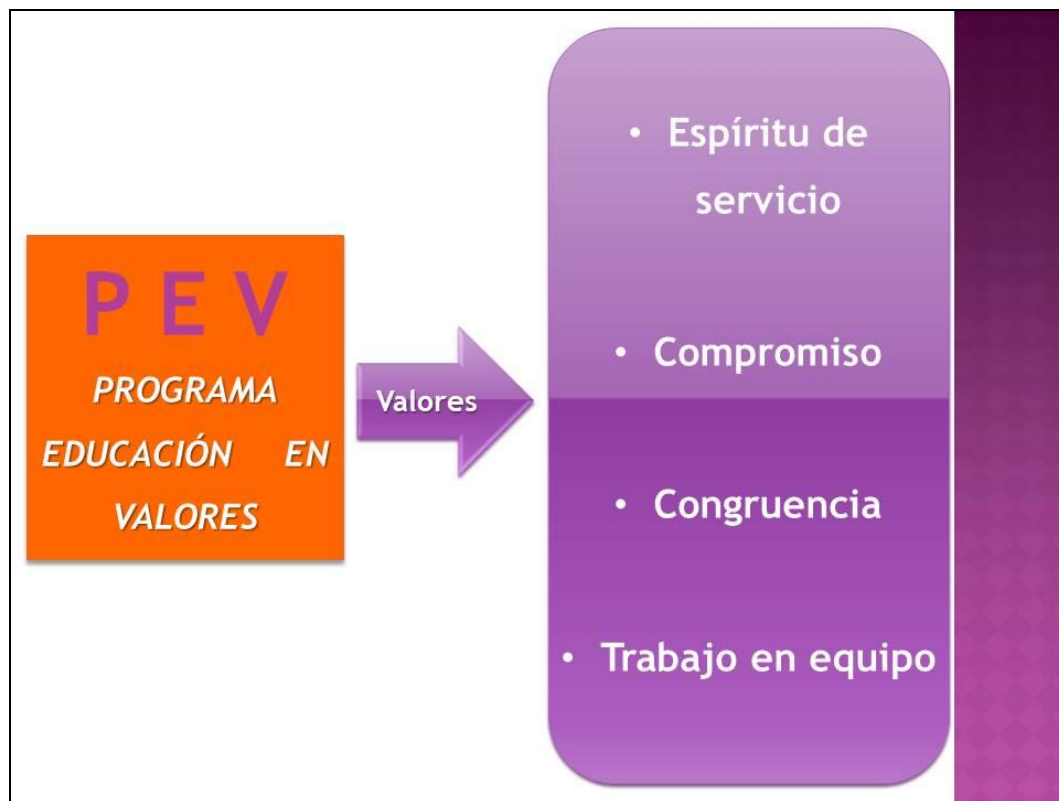 P E V
PROGRAMA
EDUCACIÓN EN
VALORES
Valores
• Espíritu de
servicio
• Compromiso
• Congruencia
• Trabajo en equipo